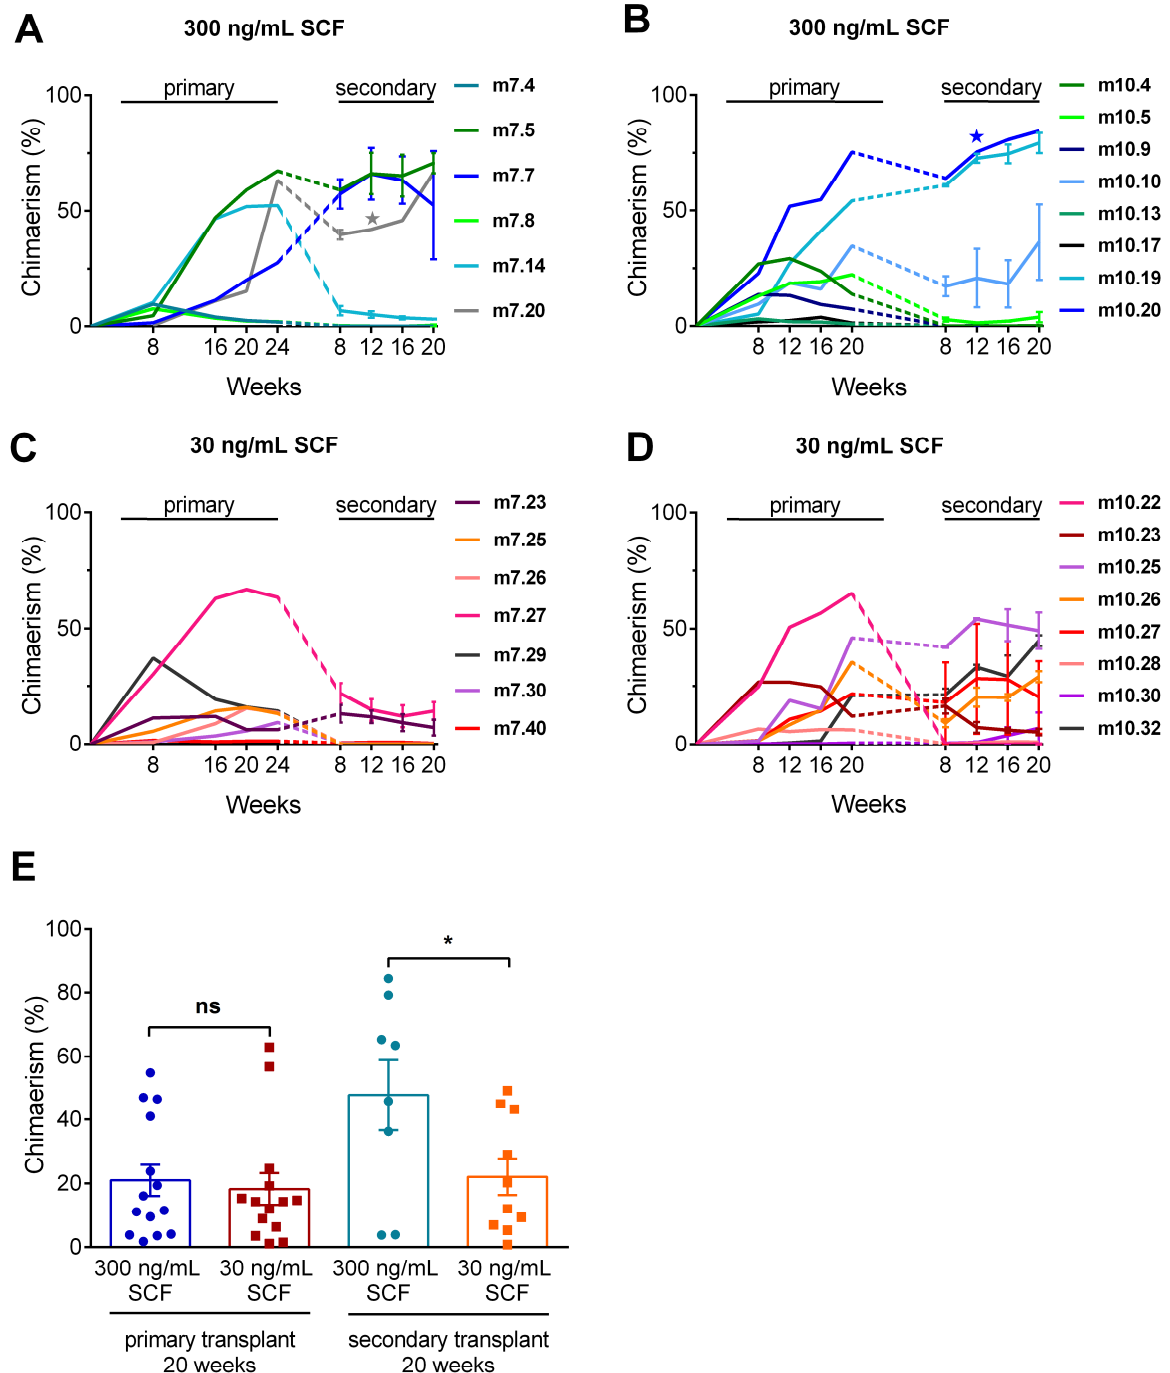 A
300 ng/mL SCF
primary
secondary
100
50
0
Chimaerism (%)
8 16 20 24 8 12 16 20
Weeks
m7.4
m7.5
m7.7
m7.8
m7.14
m7.20
B
300 ng/mL SCF
primary
secondary
100
50
0
Chimaerism (%)
8 12 16 20 8 12 16 20
Weeks
m10.4
m10.5
m10.9
m10.10
m10.13
m10.17
m10.19
m10.20
C
30 ng/mL SCF
primary
secondary
100
50
0
Chimaerism (%)
8 16 20 24 8 12 16 20
Weeks
m7.23
m7.25
m7.26
m7.27
m7.29
m7.30
m7.40
D
30 ng/mL SCF
primary
secondary
100
50
0
Chimaerism (%)
8 12 16 20 8 12 16 20
Weeks
m10.22
m10.23
m10.25
m10.26
m10.27
m10.28
m10.30
m10.32
E
100
80
60
40
20
0
Chimaerism (%)
ns
*
300 ng/mL
SCF
30 ng/mL
SCF
300 ng/mL
SCF
30 ng/mL
SCF
primary transplant
20 weeks
secondary transplant
20 weeks